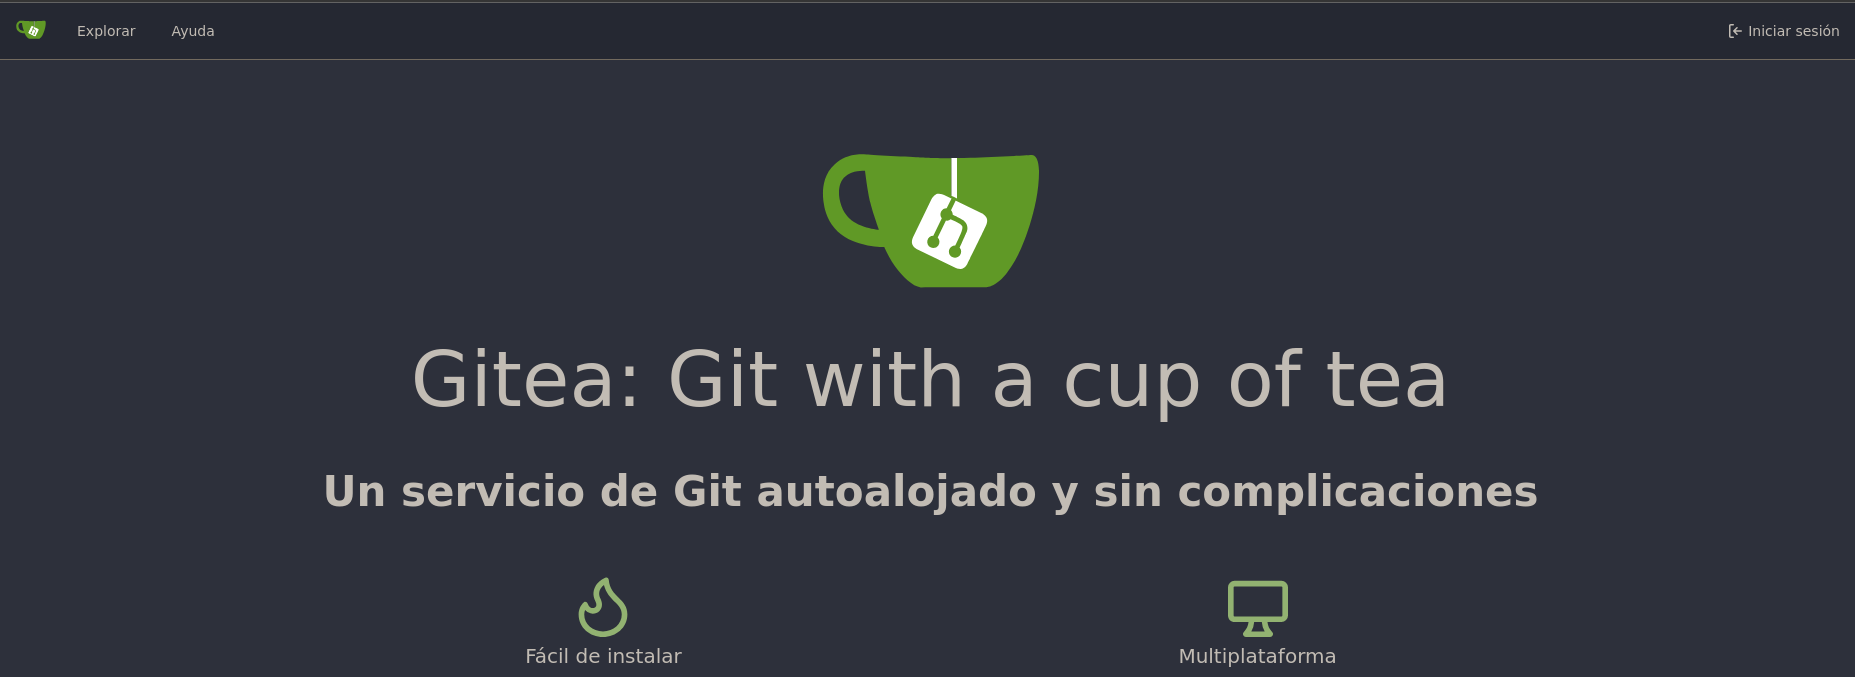 Explorar Ayuda Iniciar sesión
Gitea: Git with a cup of tea
Un servicio de Git autoalojado y sin complicaciones
Fácil de instalar Multiplataforma